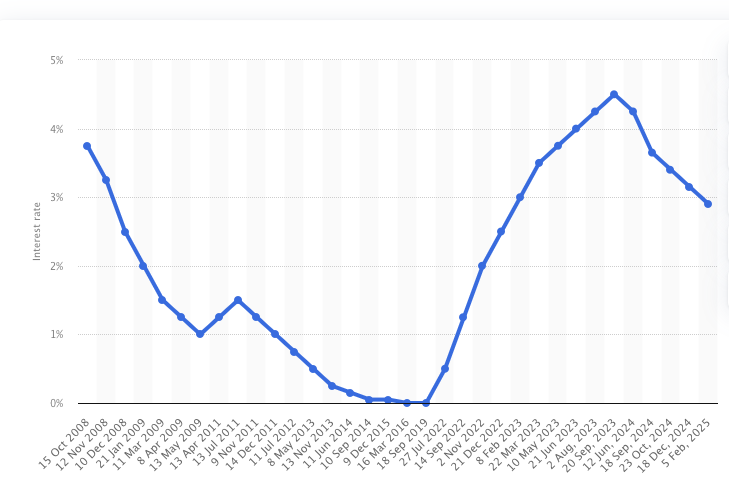 5%
4%
3%
2%
1%
0%
Interest rate
15 Oct 2008
12 Nov 2008
10 Dec 2008
21 Jan 2009
11 Mar 2009
8 Apr 2009
13 May 2009
13 Apr 2011
13 Jul 2011
9 Nov 2011
14 Dec 2011
11 Jul 2012
8 May 2013
13 Nov 2013
11 Jun 2014
10 Sep 2014
9 Dec 2015
16 Mar 2016
18 Sep 2019
27 Jul 2022
14 Sep 2022
2 Nov 2022
21 Dec 2022
8 Feb 2023
22 Mar 2023
10 May 2023
21 Jun 2023
2 Aug, 2023
20 Sep, 2023
12 Jun, 2024
18 Sep, 2024
23 Oct, 2024
18 Dec, 2024
5 Feb, 2025